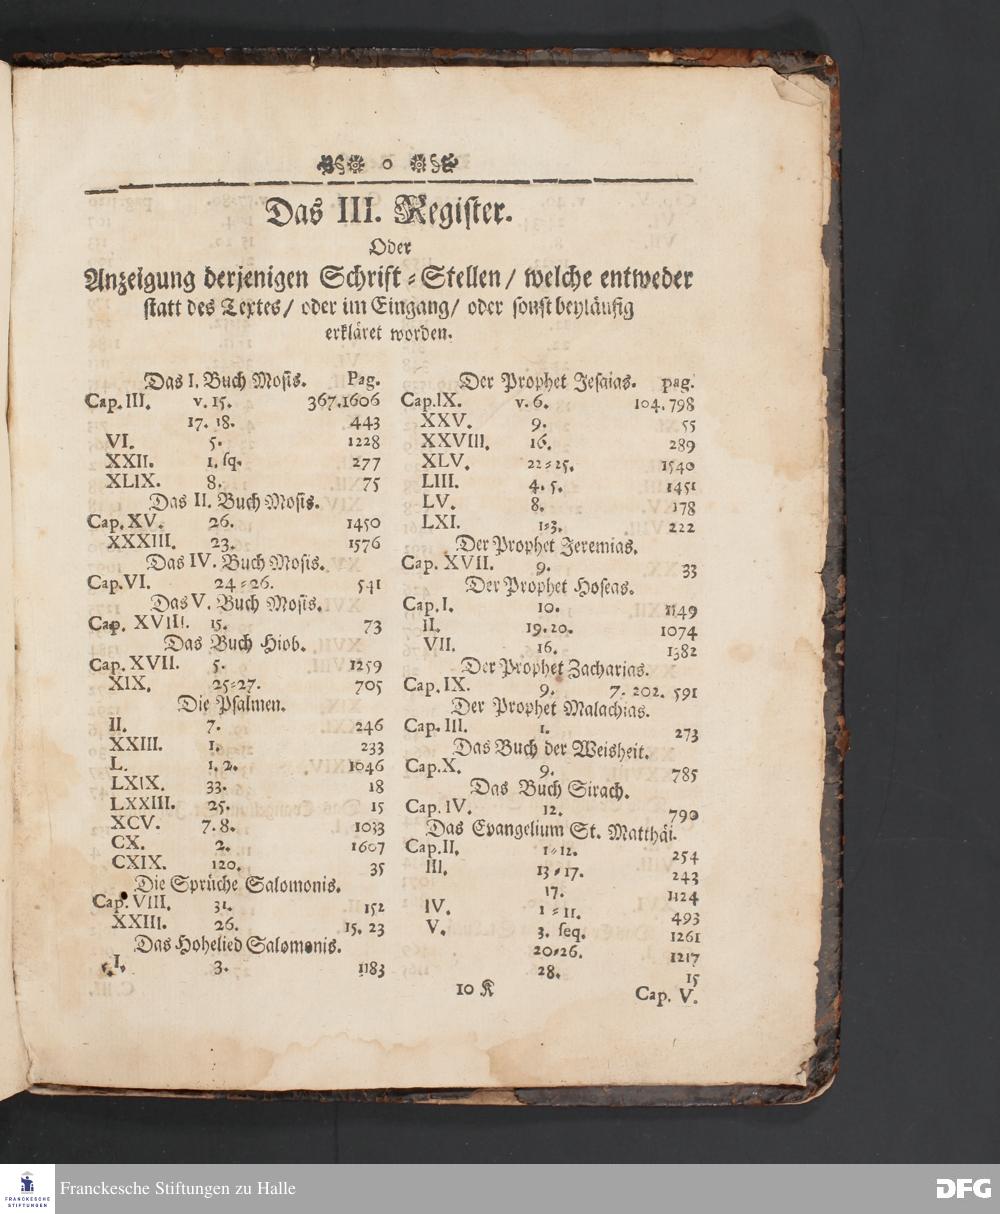 Das III. Register.
Oder
Anzeigung derjenigen Schrift-Stellen / welche entweder
statt des Textes / oder im Eingang / oder sonst beyläufig
erkläret worden.
Das I. Buch Mosis. Pag.
Cap. III. v. 15. 367.1606
17. 18. 443
VI. 5. 1228
XXII. 1. sq. 277
XLIX. 8. 75
Das II. Buch Mosis.
Cap. XV. 26. 1450
XXXIII. 23. 1576
Das IV. Buch Mosis.
Cap. VI. 24-26. 541
Das V. Buch Mosis.
Cap. XVIII. 15. 73
Das Buch Hiob.
Cap. XVII. 5. 1259
XIX. 25-27. 705
Die Psalmen.
II. 7. 246
XXIII. 1. 233
L. 1. 2. 1046
LXIX. 33. 18
LXXIII. 25. 15
XCV. 7. 8. 1033
CX. 2. 1607
CXIX. 120. 35
Die Sprüche Salomonis.
Cap. VIII. 31. 152
XXIII. 26. 15. 23
Das Hohelied Salomonis.
I. 3. 1183
Der Prophet Jesaias. pag.
Cap. IX. v. 6. 104. 798
XXV. 9. 55
XXVIII. 16. 289
XLV. 22-25. 1540
LIII. 4. 5. 1451
LV. 8. 178
LXI. 1-3. 222
Der Prophet Jeremias.
Cap. XVII. 9. 33
Der Prophet Hoseas.
Cap. I. 10. 1149
II. 19. 20. 1074
VII. 16. 1382
Der Prophet Zacharias.
Cap. IX. 9. 7. 202. 591
Der Prophet Malachias.
Cap. III. 1. 273
Das Buch der Weisheit.
Cap. X. 9. 785
Das Buch Sirach.
Cap. IV. 12. 790
Das Evangelium St. Matthäi.
Cap. II. 1-12. 254
III. 13-17. 243
17. 1124
IV. 1-11. 493
V. 3. seq. 1261
20-26. 1217
28. 15
10 K Cap. V.
FRANCKESCHE STIFTUNGEN
Franckesche Stiftungen zu Halle
DFG